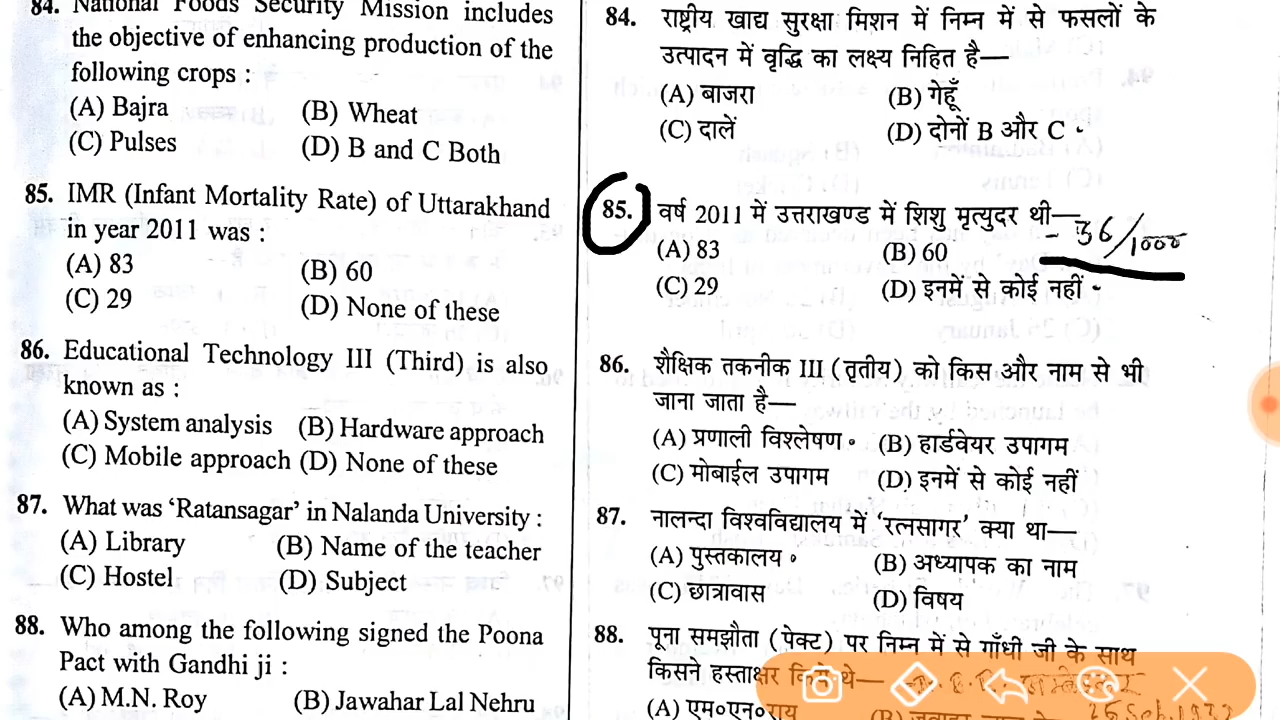 84. National Foods Security Mission includes
the objective of enhancing production of the
following crops :
(A) Bajra (B) Wheat
(C) Pulses (D) B and C Both
85. IMR (Infant Mortality Rate) of Uttarakhand
in year 2011 was :
(A) 83 (B) 60
(C) 29 (D) None of these
86. Educational Technology III (Third) is also
known as :
(A) System analysis (B) Hardware approach
(C) Mobile approach (D) None of these
87. What was ‘Ratansagar’ in Nalanda University :
(A) Library (B) Name of the teacher
(C) Hostel (D) Subject
88. Who among the following signed the Poona
Pact with Gandhi ji :
(A) M.N. Roy (B) Jawahar Lal Nehru
84. राष्ट्रीय खाद्य सुरक्षा मिशन में निम्न में से फसलों के
उत्पादन में वृद्धि का लक्ष्य निहित है—
(A) बाजरा (B) गेहूँ
(C) दालें (D) दोनों B और C
85. वर्ष 2011 में उत्तराखण्ड में शिशु मृत्युदर थी—
- 36/1000
(A) 83 (B) 60
(C) 29 (D) इनमें से कोई नहीं
86. शैक्षिक तकनीक III (तृतीय) को किस और नाम से भी
जाना जाता है—
(A) प्रणाली विश्लेषण (B) हार्डवेयर उपागम
(C) मोबाईल उपागम (D) इनमें से कोई नहीं
87. नालन्दा विश्वविद्यालय में ‘रत्नसागर’ क्या था—
(A) पुस्तकालय (B) अध्यापक का नाम
(C) छात्रावास (D) विषय
88. पूना समझौता (पेक्ट) पर निम्न में से गाँधी जी के साथ
किसने हस्ताक्षर किये थे—
(A) एम०एन०राय